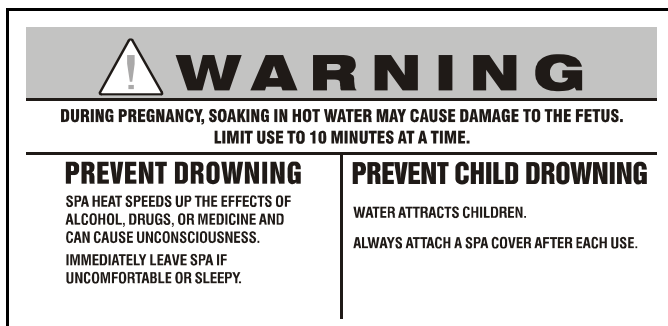 WARNING
DURING PREGNANCY, SOAKING IN HOT WATER MAY CAUSE DAMAGE TO THE FETUS.
LIMIT USE TO 10 MINUTES AT A TIME.
PREVENT DROWNING
SPA HEAT SPEEDS UP THE EFFECTS OF
ALCOHOL, DRUGS, OR MEDICINE AND
CAN CAUSE UNCONSCIOUSNESS.
IMMEDIATELY LEAVE SPA IF
UNCOMFORTABLE OR SLEEPY.
PREVENT CHILD DROWNING
WATER ATTRACTS CHILDREN.
ALWAYS ATTACH A SPA COVER AFTER EACH USE.